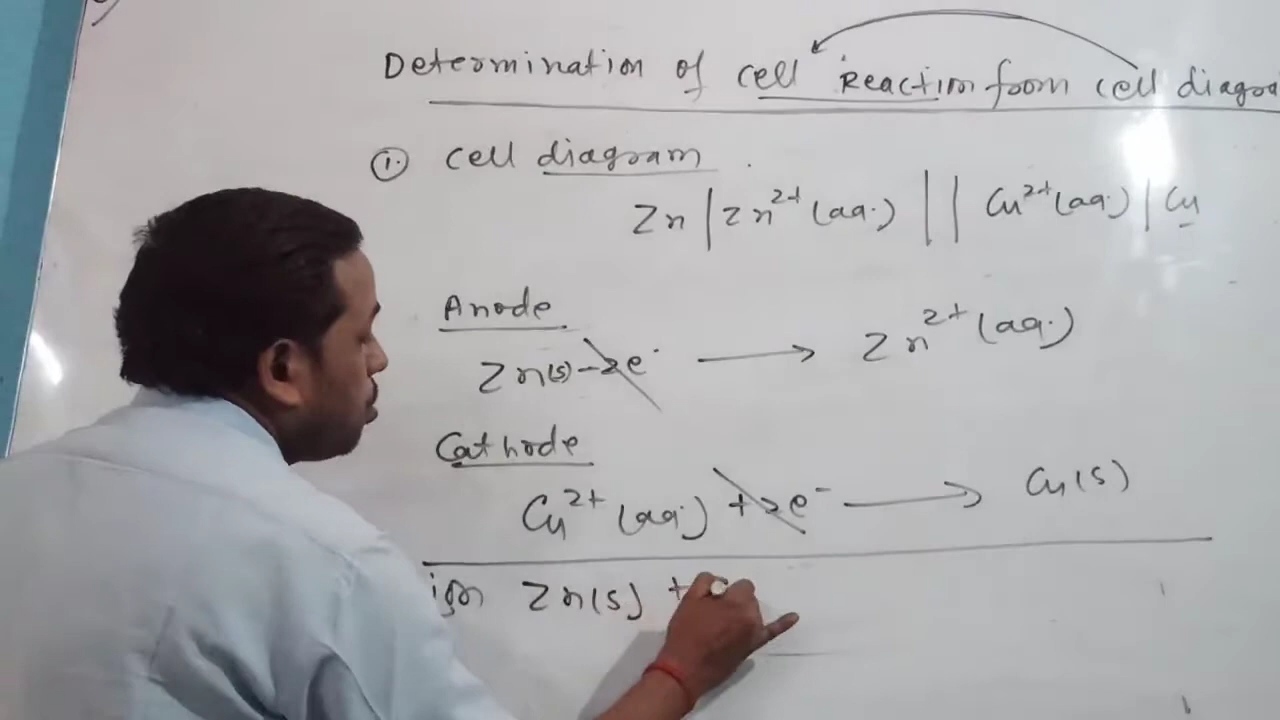 Determination of cell Reaction from cell diagra
① cell diagram
Zn | Zn²⁺ (aq.) || Cu²⁺ (aq.) | Cu
Anode
Zn(s) - 2e⁻ ⟶ Zn²⁺ (aq.)
Cathode
Cu²⁺ (aq.) + 2e⁻ ⟶ Cu(s)
ion Zn(s) +